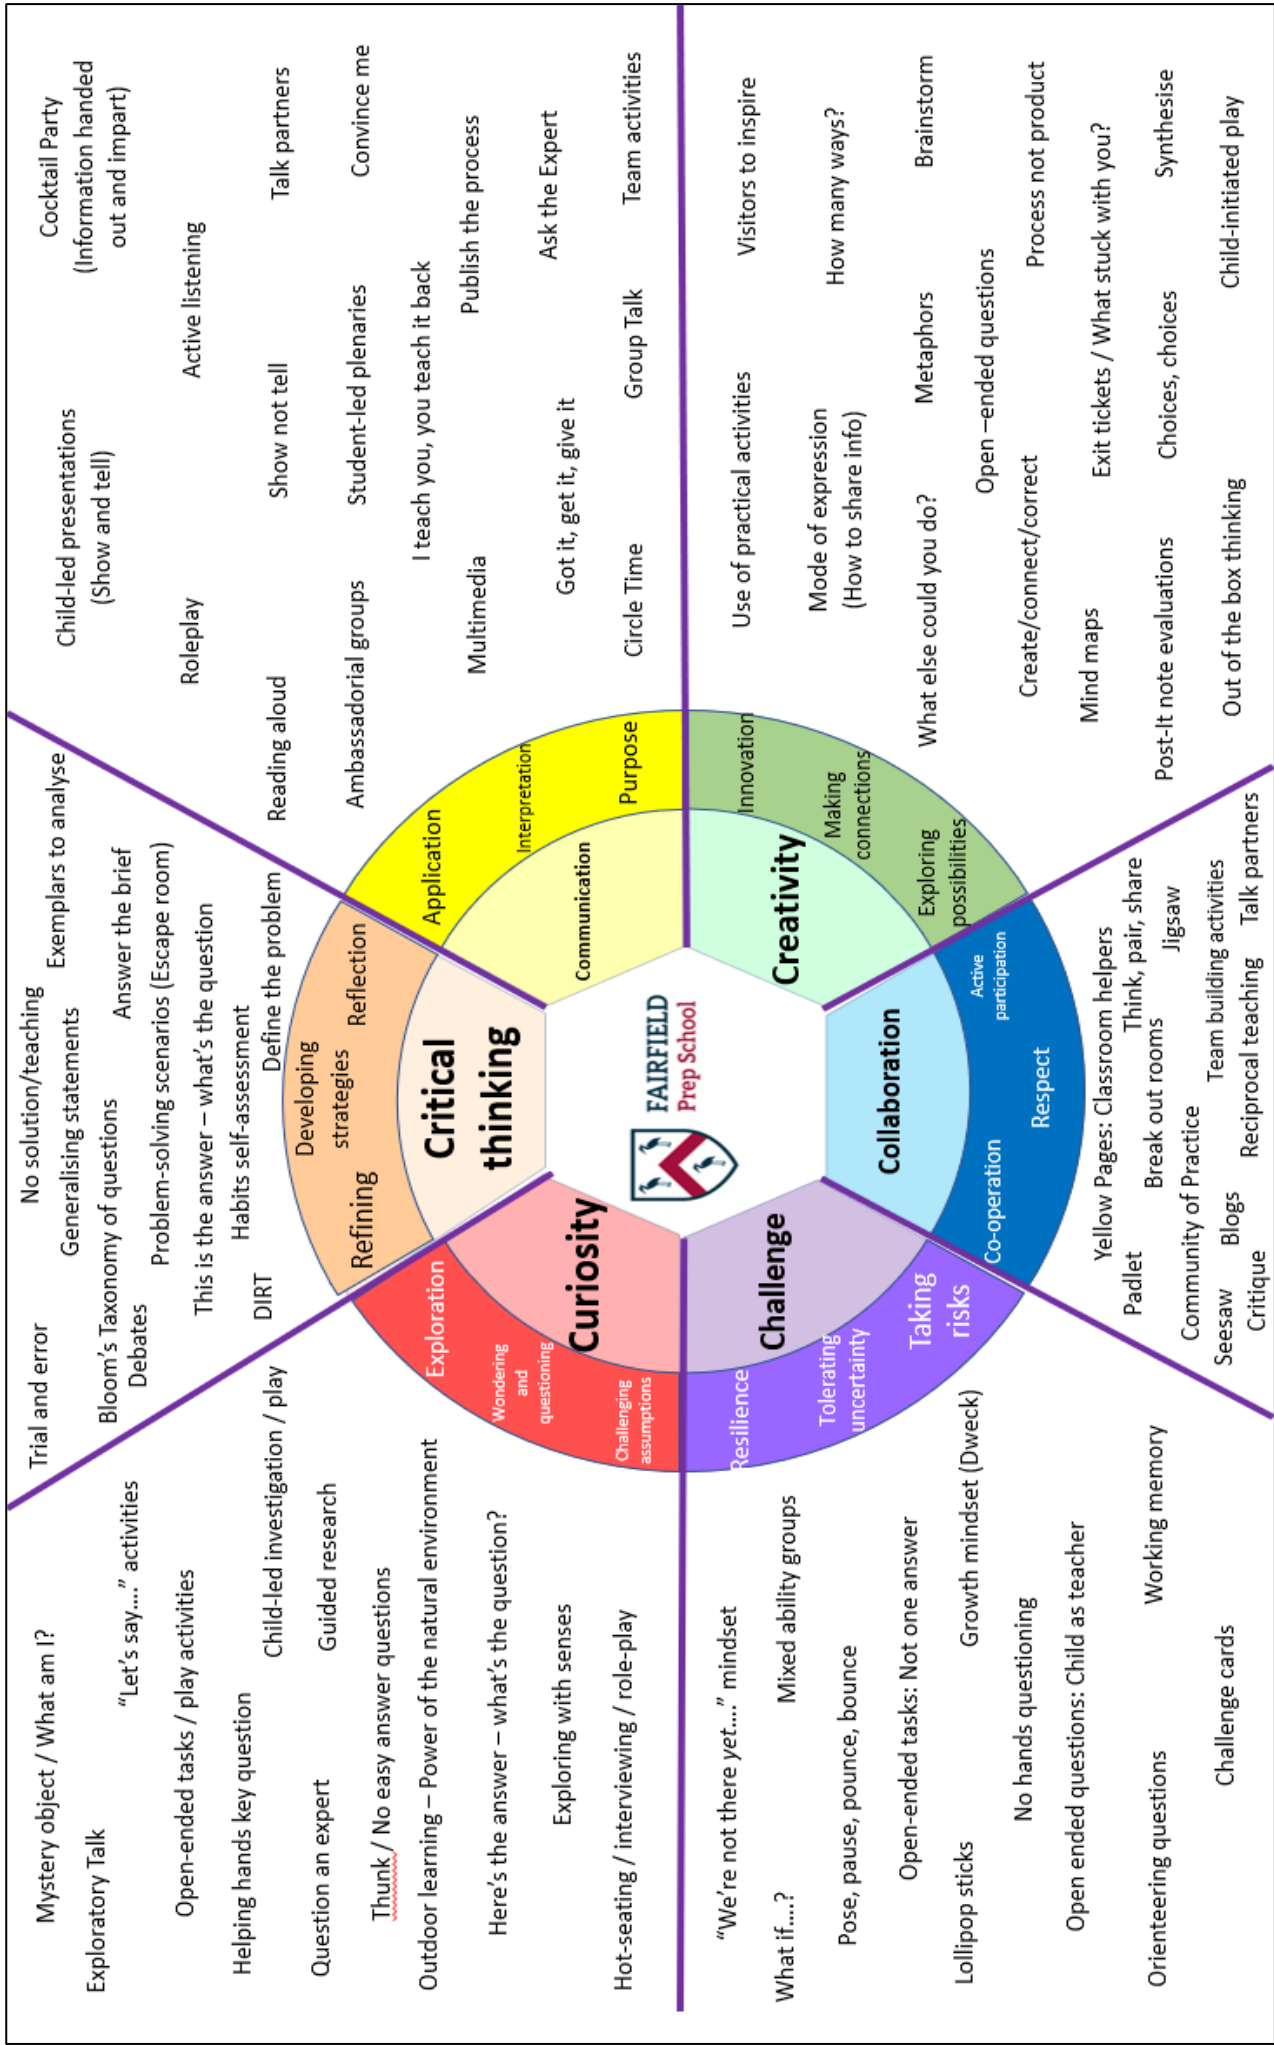 Mystery object / What am I?
Exploratory Talk
“Let’s say….” activities
Open-ended tasks / play activities
Helping hands key question
Child-led investigation / play
Question an expert
Guided research
Thunk / No easy answer questions
Outdoor learning – Power of the natural environment
Here’s the answer – what’s the question?
Exploring with senses
Hot-seating / interviewing / role-play
Trial and error
No solution/teaching
Exemplars to analyse
Generalising statements
Bloom’s Taxonomy of questions
Answer the brief
Debates
Problem-solving scenarios (Escape room)
This is the answer – what’s the question
Habits self-assessment
DIRT
Define the problem
Child-led presentations
(Show and tell)
Cocktail Party
(Information handed
out and impart)
Roleplay
Active listening
Reading aloud
Show not tell
Talk partners
Ambassadorial groups
Student-led plenaries
Convince me
I teach you, you teach it back
Multimedia
Publish the process
Got it, get it, give it
Ask the Expert
Circle Time
Group Talk
Team activities
Refining
Developing
strategies
Reflection
Critical
thinking
Application
Interpretation
Purpose
Communication
Exploration
Wondering
and
questioning
Challenging
assumptions
Curiosity
FAIRFIELD
Prep School
Challenge
Resilience
Tolerating
uncertainty
Taking
risks
Collaboration
Co-operation
Respect
Active
participation
Creativity
Innovation
Making
connections
Exploring
possibilities
“We’re not there yet….” mindset
What if….?
Mixed ability groups
Pose, pause, pounce, bounce
Open-ended tasks: Not one answer
Lollipop sticks
Growth mindset (Dweck)
No hands questioning
Open ended questions: Child as teacher
Orienteering questions
Working memory
Challenge cards
Yellow Pages: Classroom helpers
Padlet
Think, pair, share
Break out rooms
Jigsaw
Community of Practice
Team building activities
Seesaw
Blogs
Critique
Reciprocal teaching
Talk partners
Use of practical activities
Visitors to inspire
Mode of expression
(How to share info)
How many ways?
What else could you do?
Metaphors
Brainstorm
Open –ended questions
Create/connect/correct
Process not product
Mind maps
Exit tickets / What stuck with you?
Post-It note evaluations
Choices, choices
Synthesise
Out of the box thinking
Child-initiated play